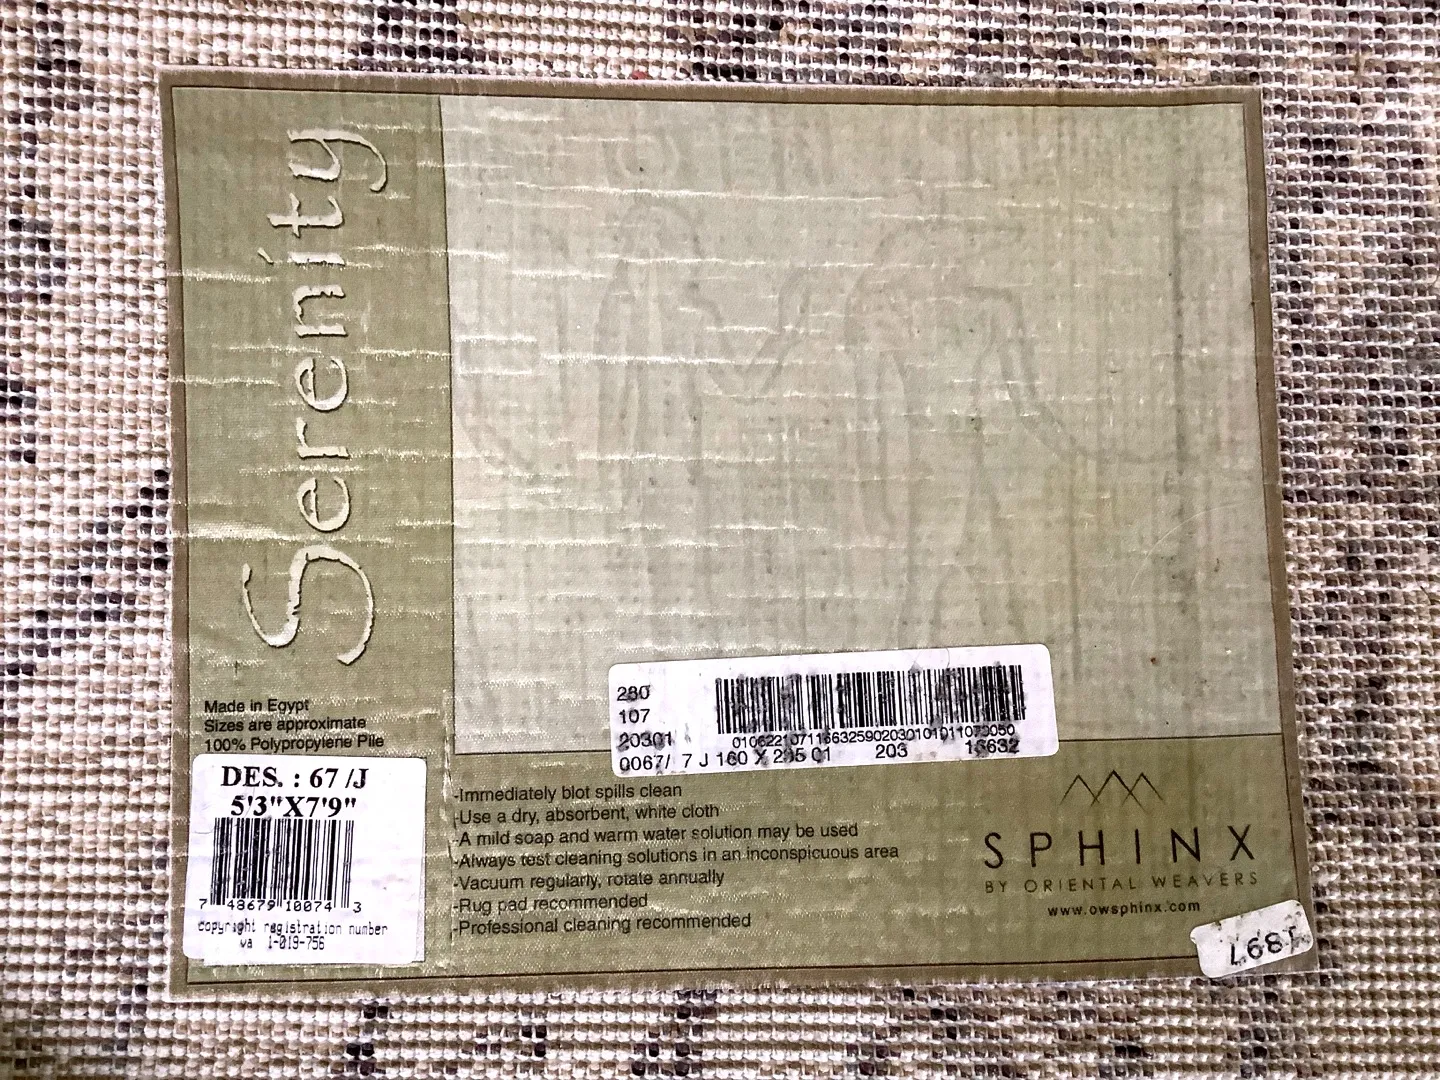 Serenity
Made in Egypt
Sizes are approximate
100% Polypropylene Pile
DES. : 67 /J
5'3"X7'9"
7 48679 10074 3
copyright registration number
va 1-019-756
280
107
20301
203 16632
0067/ 7 J 160 X 235 01
-Immediately blot spills clean
-Use a dry, absorbent, white cloth
-A mild soap and warm water solution may be used
-Always test cleaning solutions in an inconspicuous area
-Vacuum regularly, rotate annually
-Rug pad recommended
-Professional cleaning recommended
SPHINX
BY ORIENTAL WEAVERS
www.owsphinx.com